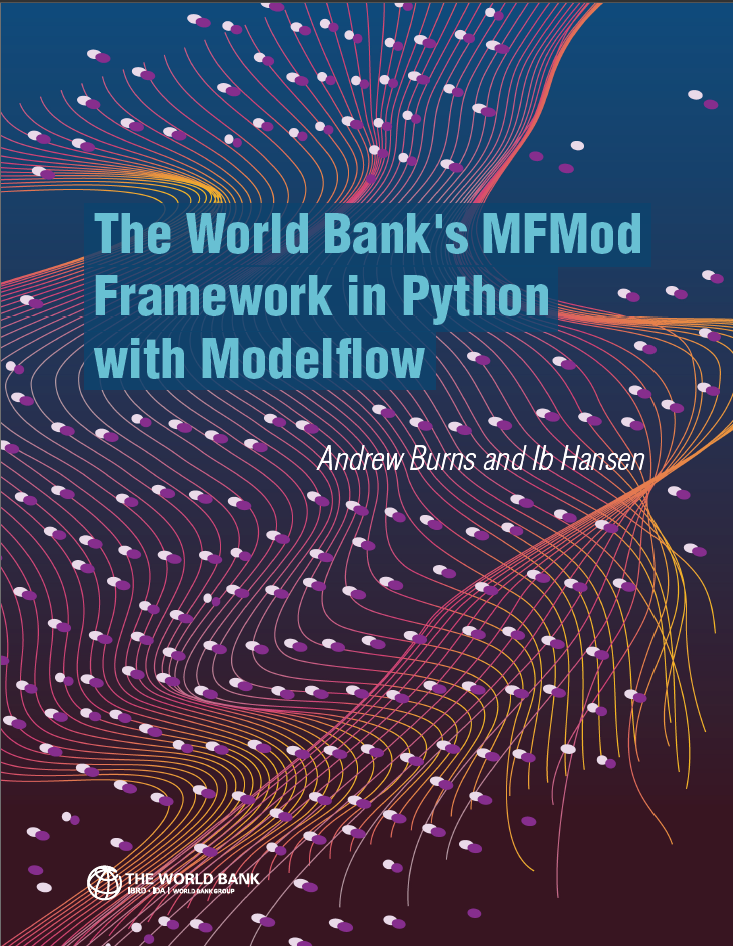 The World Bank's MFMod
Framework in Python
with Modelflow
Andrew Burns and Ib Hansen
THE WORLD BANK
IBRD • IDA | WORLD BANK GROUP